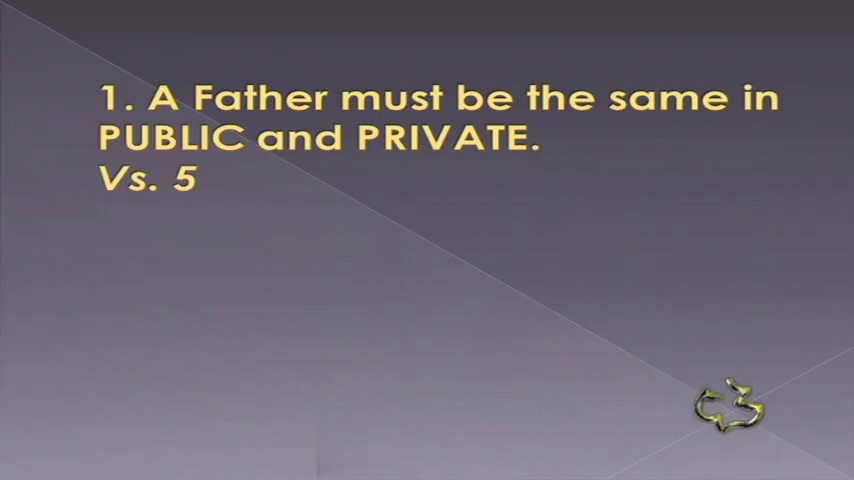 1. A Father must be the same in
PUBLIC and PRIVATE.
Vs. 5